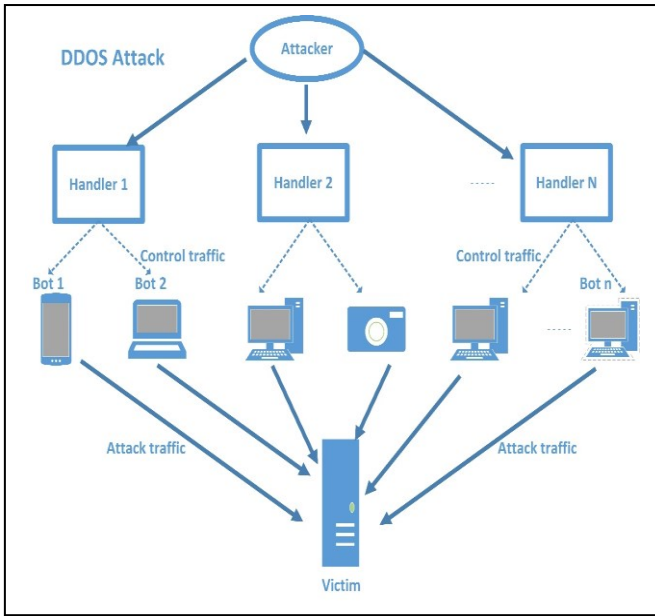 DDOS Attack
Attacker
Handler 1
Handler 2
-----
Handler N
Control traffic
Control traffic
Bot 1
Bot 2
Bot n
-----
Attack traffic
Attack traffic
Victim